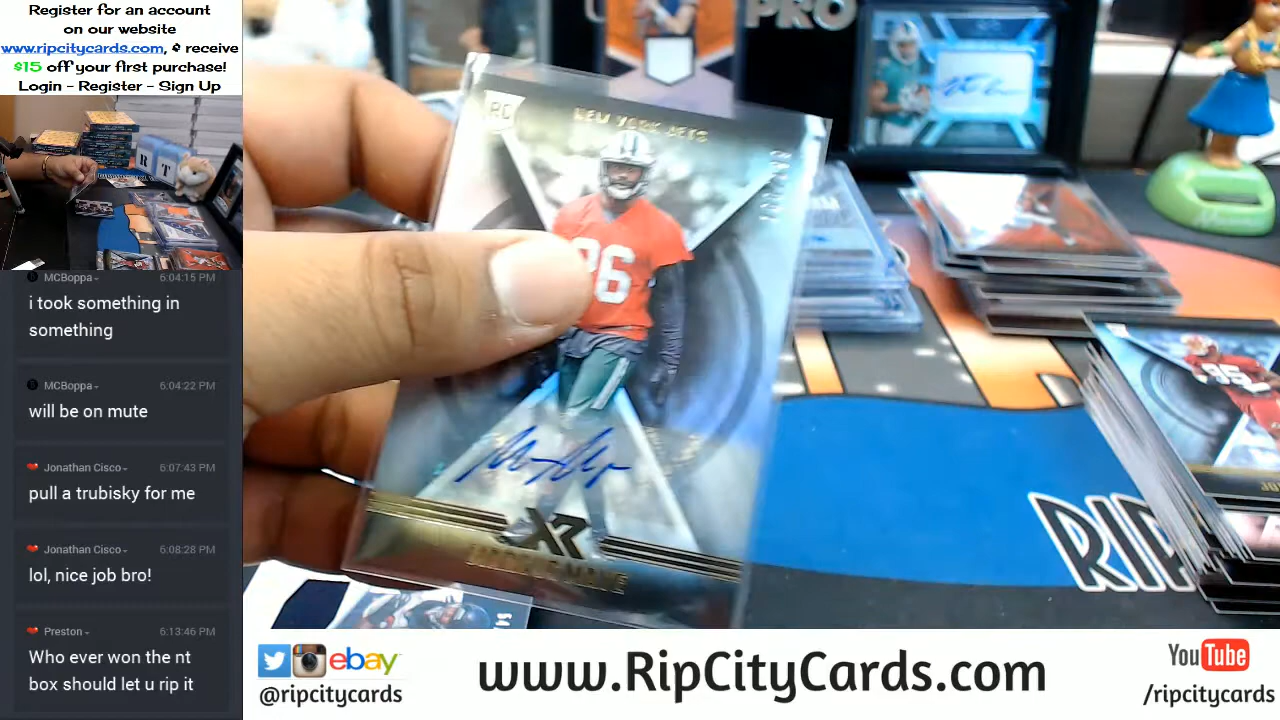 Register for an account
on our website
www.ripcitycards.com, & receive
$15 off your first purchase!
Login - Register - Sign Up
R T
MCBoppa 6:04:15 PM
i took something in
something
MCBoppa 6:04:22 PM
will be on mute
Jonathan Cisco 6:07:43 PM
pull a trubisky for me
Jonathan Cisco 6:08:28 PM
lol, nice job bro!
Preston 6:13:46 PM
Who ever won the nt
box should let u rip it
PRO
RC
NEW YORK JETS
86
XR
95
RIP
ebay
@ripcitycards
www.RipCityCards.com
YouTube
/ripcitycards